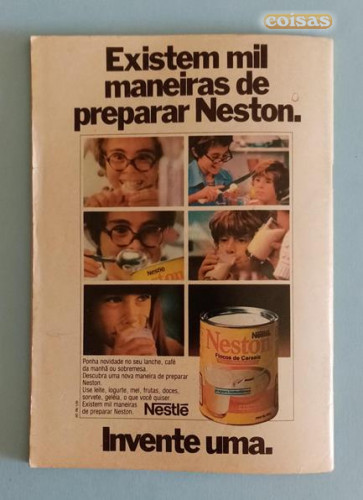 coisas
Existem mil
maneiras de
preparar Neston.
Nestlé
Neston
Nestlé
Neston
Flocos de Cereais
Ponha novidade no seu lanche, café
da manhã ou sobremesa.
Descubra uma nova maneira de preparar
Neston.
Use leite, iogurte, mel, frutas, doces,
sorvete, geléia, o que você quiser.
Existem mil maneiras
de preparar Neston.
Nestlé
Invente uma.